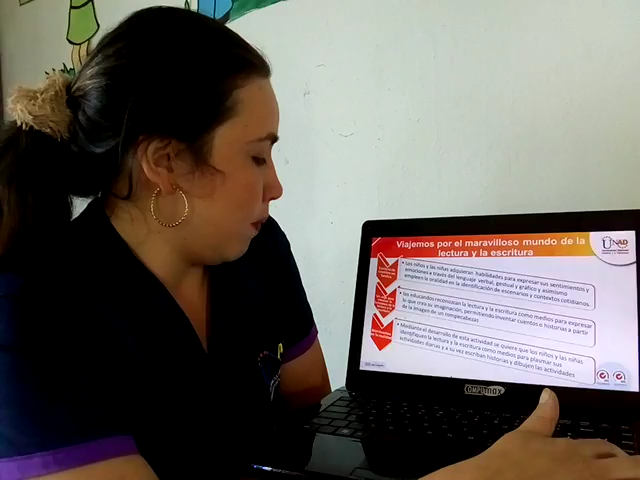 Viajemos por el maravilloso mundo de la
lectura y la escritura
UNAD
• Los niños y las niñas adquieran habilidades para expresar sus sentimientos y
emociones a través del lenguaje verbal, gestual y gráfico y asimismo
empleen la oralidad en la identificación de escenarios y contextos cotidianos
• las educandos reconozcan la lectura y la escritura como medios para expresar
lo que crea su imaginación, permitiendo inventar cuentos o historias a partir
de la imagen de un rompecabezas
• Mediante el desarrollo de esta actividad se quiere que los niños y las niñas
identifiquen la lectura y la escritura como medios para plasmar sus
actividades diarias y a su vez escriban historias y dibujen las actividades
COMPUMAX